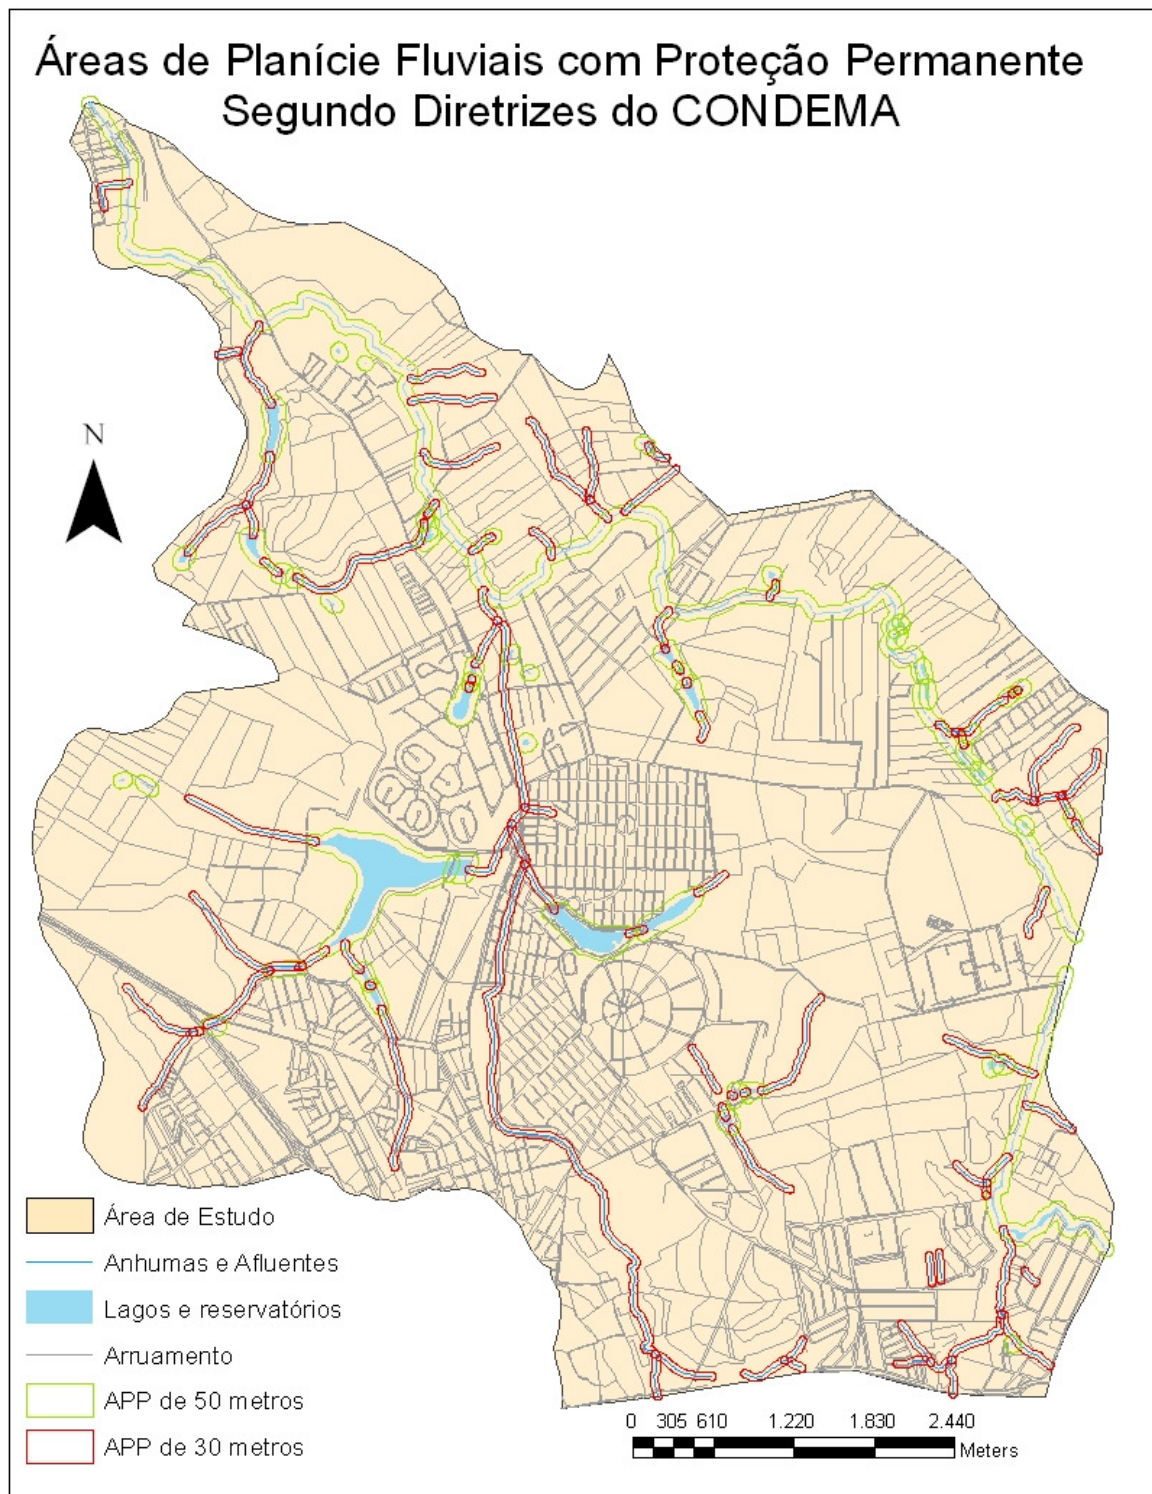 Áreas de Planície Fluviais com Proteção Permanente
Segundo Diretrizes do CONDEMA
N
Área de Estudo
Anhumas e Afluentes
Lagos e reservatórios
Arruamento
APP de 50 metros
APP de 30 metros
0 305 610 1.220 1.830 2.440
Meters